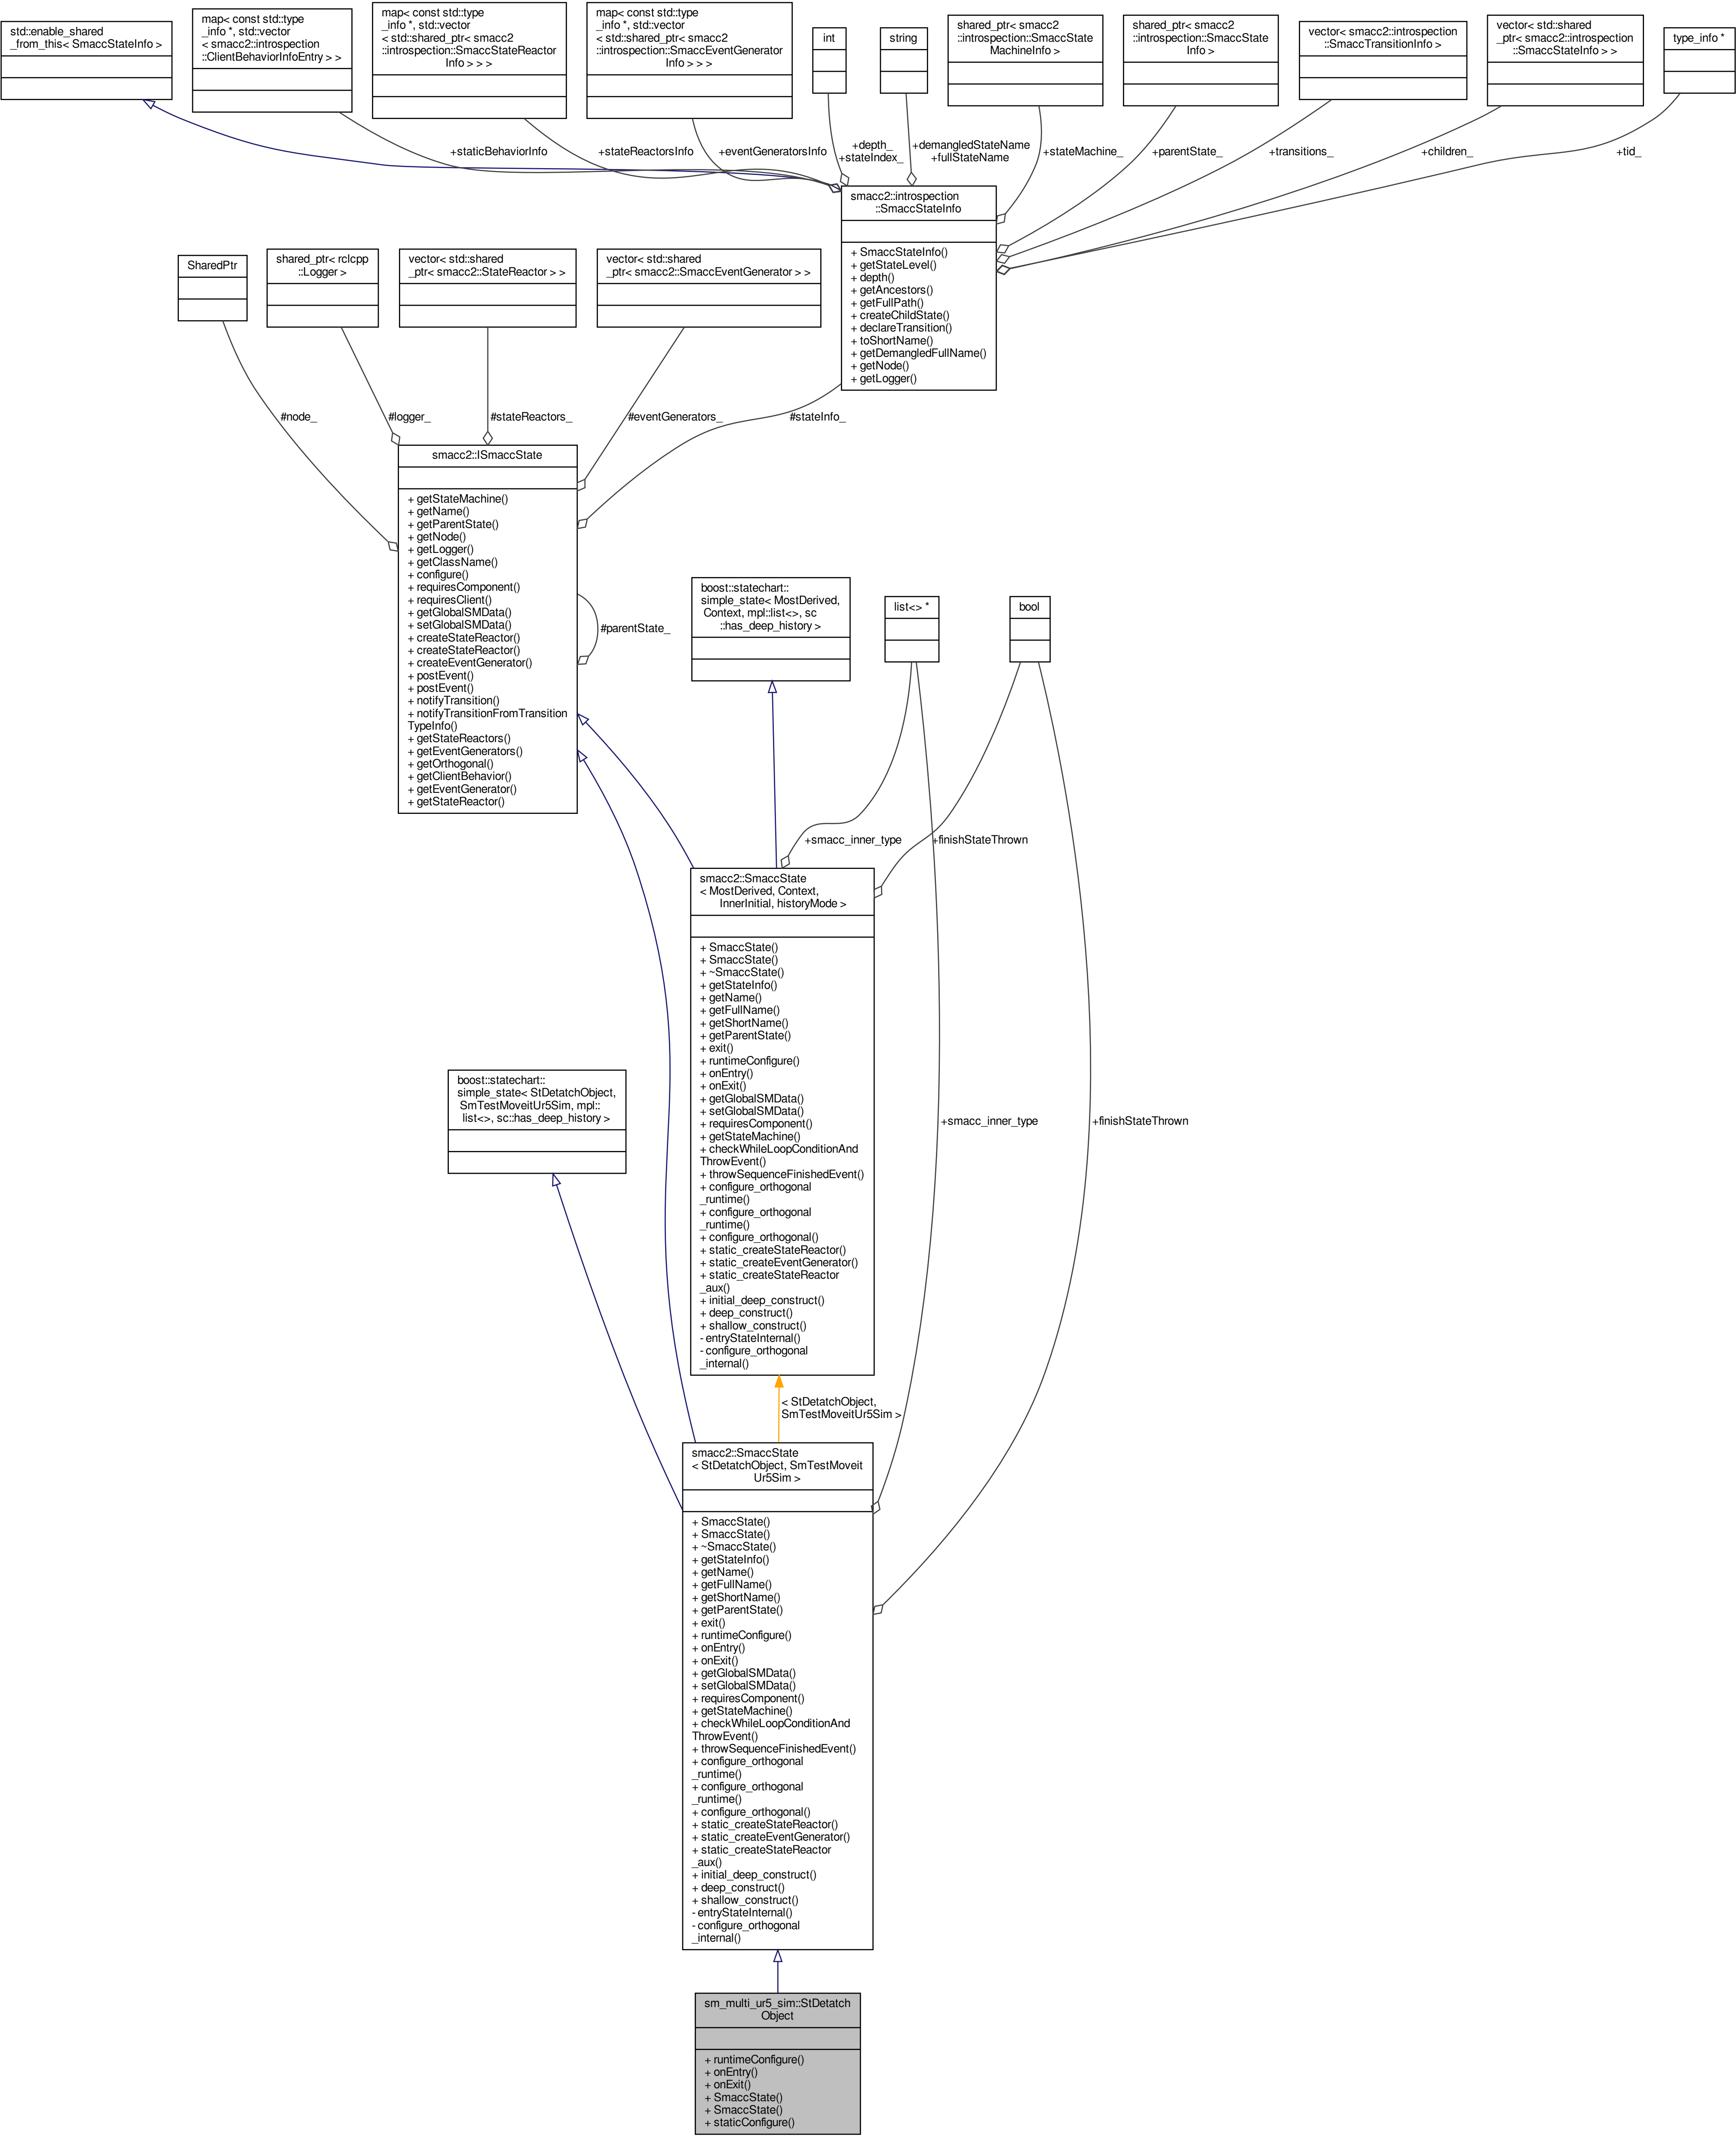 std::enable_shared
_from_this< SmaccStateInfo >
map< const std::type
_info *, std::vector
< smacc2::introspection
::ClientBehaviorInfoEntry > >
map< const std::type
_info *, std::vector
< std::shared_ptr< smacc2
::introspection::SmaccStateReactor
Info > > >
map< const std::type
_info *, std::vector
< std::shared_ptr< smacc2
::introspection::SmaccEventGenerator
Info > > >
int
string
shared_ptr< smacc2
::introspection::SmaccState
MachineInfo >
shared_ptr< smacc2
::introspection::SmaccState
Info >
vector< smacc2::introspection
::SmaccTransitionInfo >
vector< std::shared
_ptr< smacc2::introspection
::SmaccStateInfo > >
type_info *
+staticBehaviorInfo
+stateReactorsInfo
+eventGeneratorsInfo
+depth_
+stateIndex_
+demangledStateName
+fullStateName
+stateMachine_
+parentState_
+transitions_
+children_
+tid_
smacc2::introspection
::SmaccStateInfo
+ SmaccStateInfo()
+ getStateLevel()
+ depth()
+ getAncestors()
+ getFullPath()
+ createChildState()
+ declareTransition()
+ toShortName()
+ getDemangledFullName()
+ getNode()
+ getLogger()
SharedPtr
shared_ptr< rclcpp
::Logger >
vector< std::shared
_ptr< smacc2::StateReactor > >
vector< std::shared
_ptr< smacc2::SmaccEventGenerator > >
#node_
#logger_
#stateReactors_
#eventGenerators_
#stateInfo_
smacc2::ISmaccState
+ getStateMachine()
+ getName()
+ getParentState()
+ getNode()
+ getLogger()
+ getClassName()
+ configure()
+ requiresComponent()
+ requiresClient()
+ getGlobalSMData()
+ setGlobalSMData()
+ createStateReactor()
+ createStateReactor()
+ createEventGenerator()
+ postEvent()
+ postEvent()
+ notifyTransition()
+ notifyTransitionFromTransition
TypeInfo()
+ getStateReactors()
+ getEventGenerators()
+ getOrthogonal()
+ getClientBehavior()
+ getEventGenerator()
+ getStateReactor()
#parentState_
boost::statechart::
simple_state< MostDerived,
Context, mpl::list<>, sc
::has_deep_history >
list<> *
bool
+smacc_inner_type
+finishStateThrown
smacc2::SmaccState
< MostDerived, Context,
InnerInitial, historyMode >
+ SmaccState()
+ SmaccState()
+ ~SmaccState()
+ getStateInfo()
+ getName()
+ getFullName()
+ getShortName()
+ getParentState()
+ exit()
+ runtimeConfigure()
+ onEntry()
+ onExit()
+ getGlobalSMData()
+ setGlobalSMData()
+ requiresComponent()
+ getStateMachine()
+ checkWhileLoopConditionAnd
ThrowEvent()
+ throwSequenceFinishedEvent()
+ configure_orthogonal
_runtime()
+ configure_orthogonal
_runtime()
+ configure_orthogonal()
+ static_createStateReactor()
+ static_createEventGenerator()
+ static_createStateReactor
_aux()
+ initial_deep_construct()
+ deep_construct()
+ shallow_construct()
- entryStateInternal()
- configure_orthogonal
_internal()
boost::statechart::
simple_state< StDetatchObject,
SmTestMoveitUr5Sim, mpl::
list<>, sc::has_deep_history >
+smacc_inner_type
+finishStateThrown
< StDetatchObject,
SmTestMoveitUr5Sim >
smacc2::SmaccState
< StDetatchObject, SmTestMoveit
Ur5Sim >
+ SmaccState()
+ SmaccState()
+ ~SmaccState()
+ getStateInfo()
+ getName()
+ getFullName()
+ getShortName()
+ getParentState()
+ exit()
+ runtimeConfigure()
+ onEntry()
+ onExit()
+ getGlobalSMData()
+ setGlobalSMData()
+ requiresComponent()
+ getStateMachine()
+ checkWhileLoopConditionAnd
ThrowEvent()
+ throwSequenceFinishedEvent()
+ configure_orthogonal
_runtime()
+ configure_orthogonal
_runtime()
+ configure_orthogonal()
+ static_createStateReactor()
+ static_createEventGenerator()
+ static_createStateReactor
_aux()
+ initial_deep_construct()
+ deep_construct()
+ shallow_construct()
- entryStateInternal()
- configure_orthogonal
_internal()
sm_multi_ur5_sim::StDetatch
Object
+ runtimeConfigure()
+ onEntry()
+ onExit()
+ SmaccState()
+ SmaccState()
+ staticConfigure()